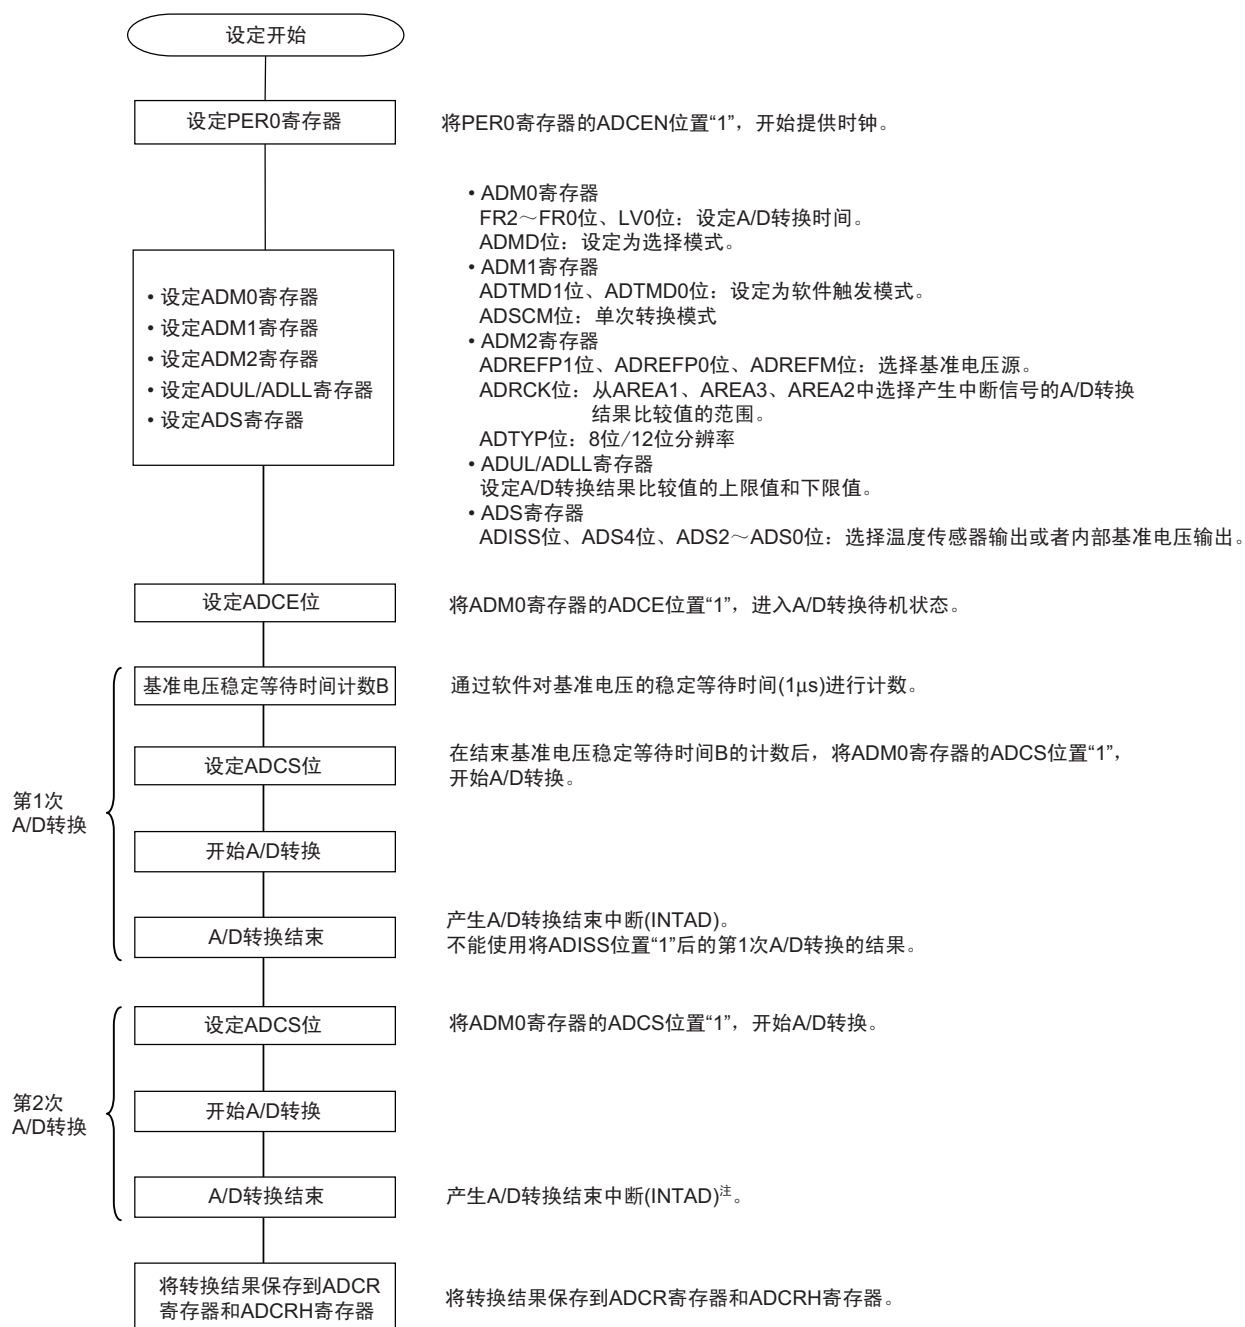 设定开始
设定PER0寄存器
将PER0寄存器的ADCEN位置“1”，开始提供时钟。
• 设定ADM0寄存器
• 设定ADM1寄存器
• 设定ADM2寄存器
• 设定ADUL/ADLL寄存器
• 设定ADS寄存器
• ADM0寄存器
FR2～FR0位、LV0位：设定A/D转换时间。
ADMD位：设定为选择模式。
• ADM1寄存器
ADTMD1位、ADTMD0位：设定为软件触发模式。
ADSCM位：单次转换模式
• ADM2寄存器
ADREFP1位、ADREFP0位、ADREFM位：选择基准电压源。
ADRCK位：从AREA1、AREA3、AREA2中选择产生中断信号的A/D转换
结果比较值的范围。
ADTYP位：8位/12位分辨率
• ADUL/ADLL寄存器
设定A/D转换结果比较值的上限值和下限值。
• ADS寄存器
ADISS位、ADS4位、ADS2～ADS0位：选择温度传感器输出或者内部基准电压输出。
设定ADCE位
将ADM0寄存器的ADCE位置“1”，进入A/D转换待机状态。
第1次
A/D转换
基准电压稳定等待时间计数B
通过软件对基准电压的稳定等待时间(1μs)进行计数。
设定ADCS位
在结束基准电压稳定等待时间B的计数后，将ADM0寄存器的ADCS位置“1”，
开始A/D转换。
开始A/D转换
A/D转换结束
产生A/D转换结束中断(INTAD)。
不能使用将ADISS位置“1”后的第1次A/D转换的结果。
第2次
A/D转换
设定ADCS位
将ADM0寄存器的ADCS位置“1”，开始A/D转换。
开始A/D转换
A/D转换结束
产生A/D转换结束中断(INTAD)注。
将转换结果保存到ADCR
寄存器和ADCRH寄存器
将转换结果保存到ADCR寄存器和ADCRH寄存器。